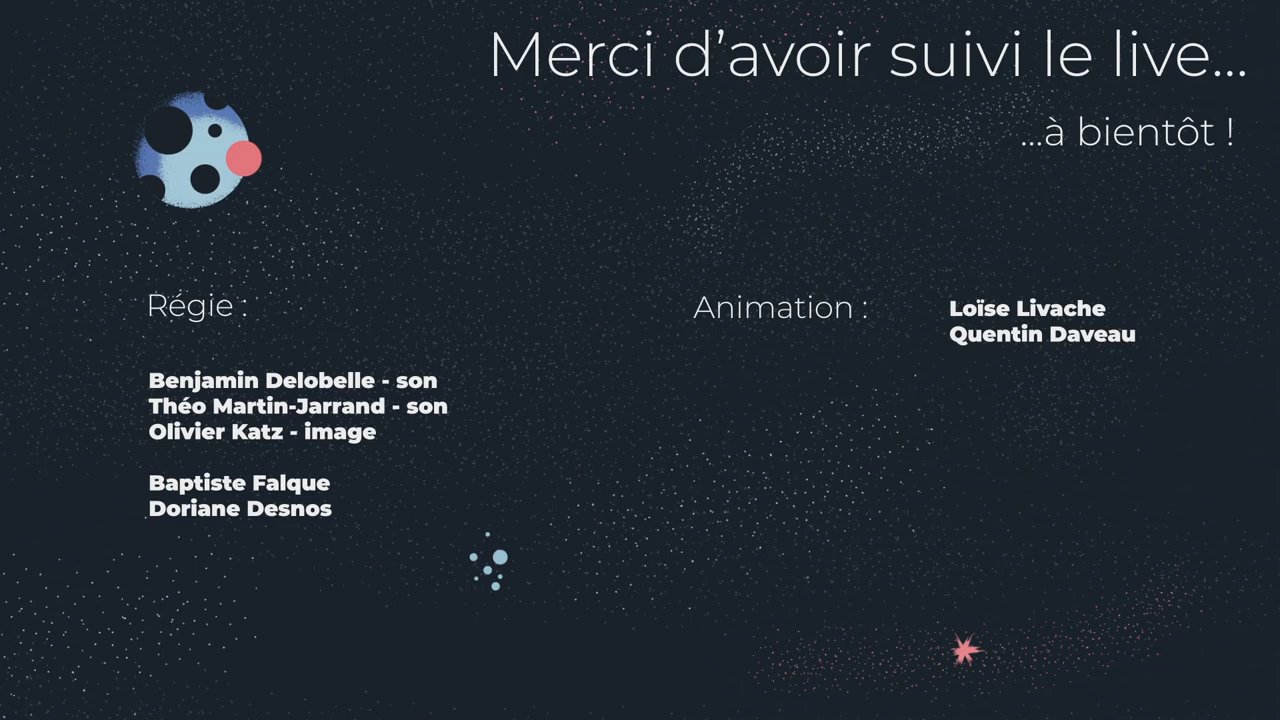 Merci d’avoir suivi le live...
...à bientôt !
Régie :
Benjamin Delobelle - son
Théo Martin-Jarrand - son
Olivier Katz - image
Baptiste Falque
Doriane Desnos
Animation :
Loïse Livache
Quentin Daveau